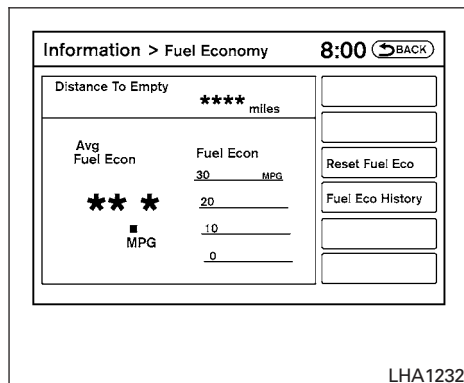 Information > Fuel Economy 8:00 BACK
Distance To Empty
**** miles
Avg
Fuel Econ
** *
.
MPG
Fuel Econ
30 MPG
20
10
0
Reset Fuel Eco
Fuel Eco History
LHA1232